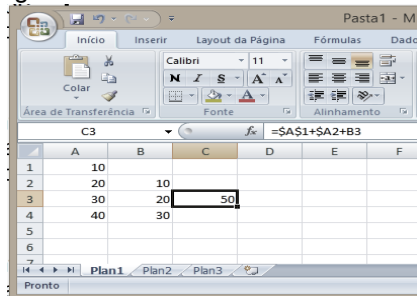 Pasta1 - M
Início Inserir Layout da Página Fórmulas Dado
Calibri 11 A A
Colar N I S A
Área de Transferência Fonte Alinhamento
C3 fx =$A$1+$A2+B3
A B C D E F
1 10
2 20 10
3 30 20 50
4 40 30
5
6
7
Plan1 Plan2 Plan3
Pronto